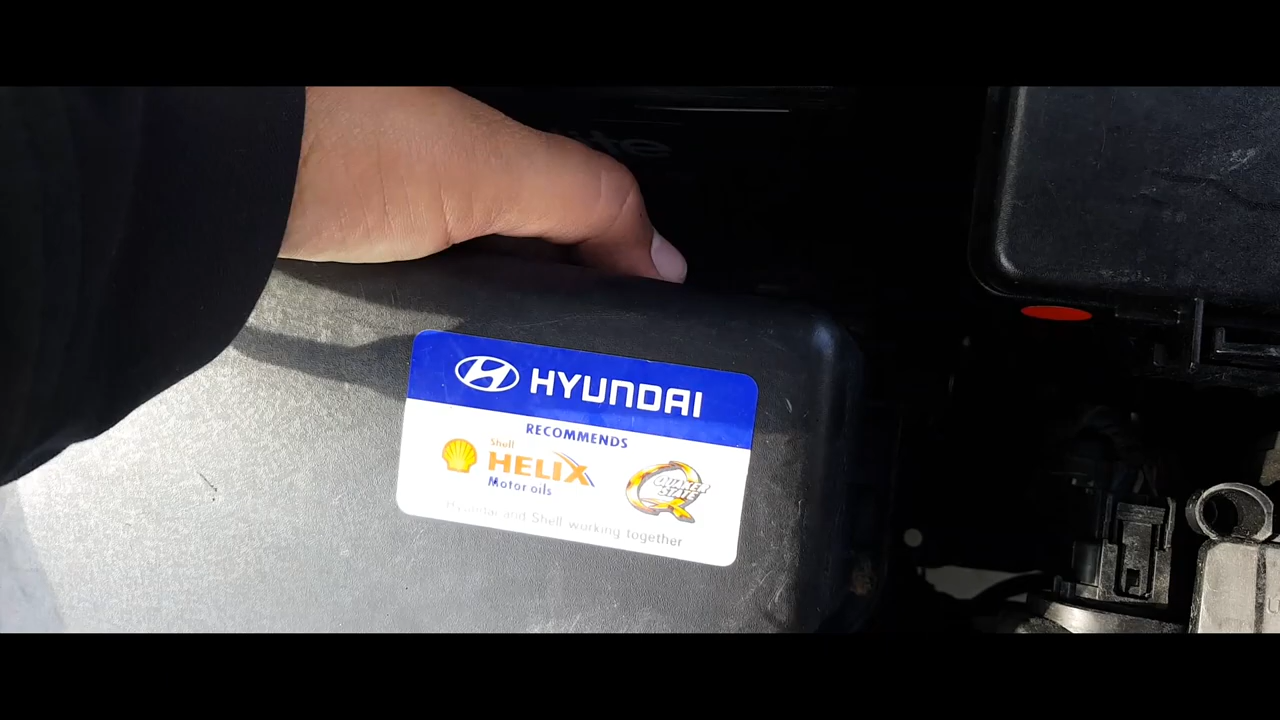 HYUNDAI
RECOMMENDS
Shell
HELIX
Motor oils
QUAKER
STATE
Hyundai and Shell working together